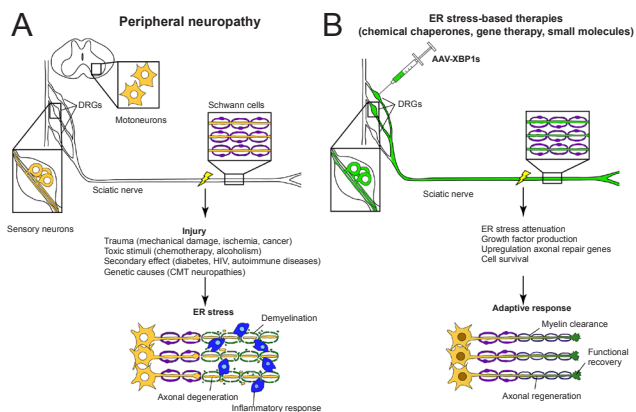 A
Peripheral neuropathy
DRGs
Motoneurons
Schwann cells
Sciatic nerve
Sensory neurons
Injury
Trauma (mechanical damage, ischemia, cancer)
Toxic stimuli (chemotherapy, alcoholism)
Secondary effect (diabetes, HIV, autoimmune diseases)
Genetic causes (CMT neuropathies)
ER stress
Demyelination
Axonal degeneration
Inflammatory response
B
ER stress-based therapies
(chemical chaperones, gene therapy, small molecules)
AAV-XBP1s
DRGs
Sciatic nerve
ER stress attenuation
Growth factor production
Upregulation axonal repair genes
Cell survival
Adaptive response
Myelin clearance
Functional
recovery
Axonal regeneration